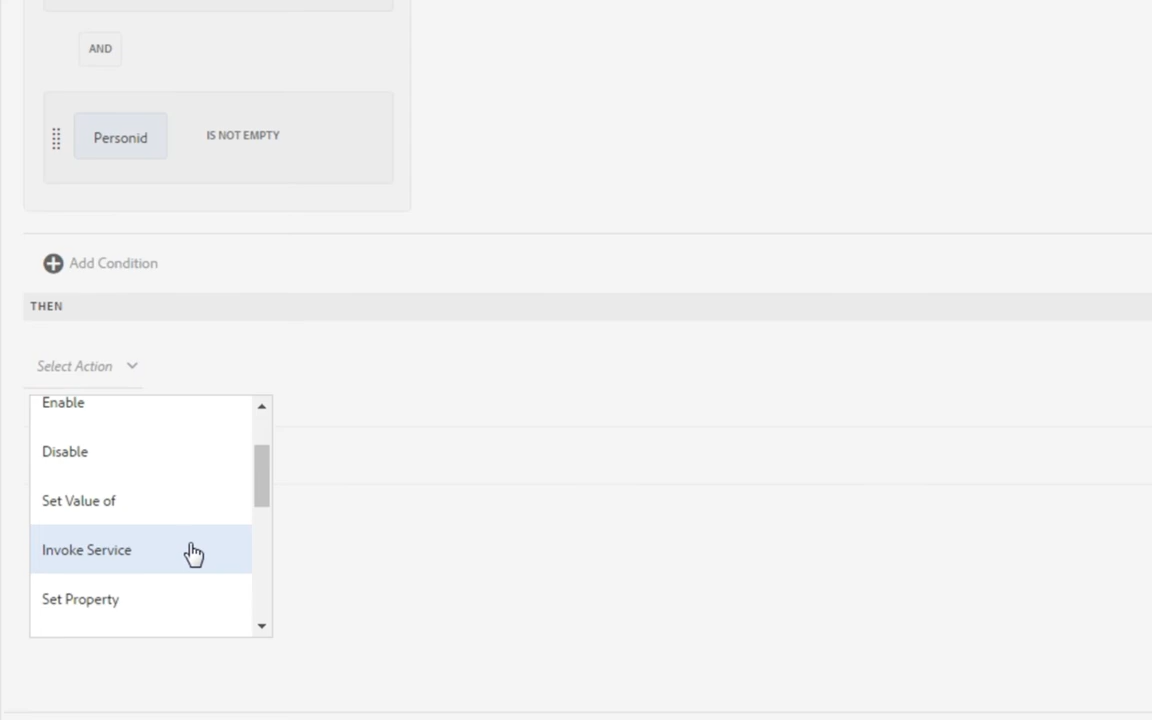 AND
Personid IS NOT EMPTY
Add Condition
THEN
Select Action
Enable
Disable
Set Value of
Invoke Service
Set Property